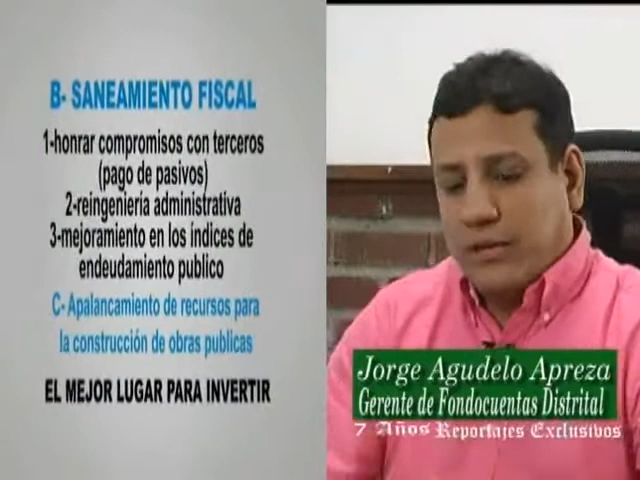 B- SANEAMIENTO FISCAL
1-honrar compromisos con terceros
(pago de pasivos)
2-reingenieria administrativa
3-mejoramiento en los índices de
endeudamiento publico
C- Apalancamiento de recursos para
la construcción de obras publicas
EL MEJOR LUGAR PARA INVERTIR
Jorge Agudelo Apreza
Gerente de Fondocuentas Distrital
7 Años Reportajes Exclusivos